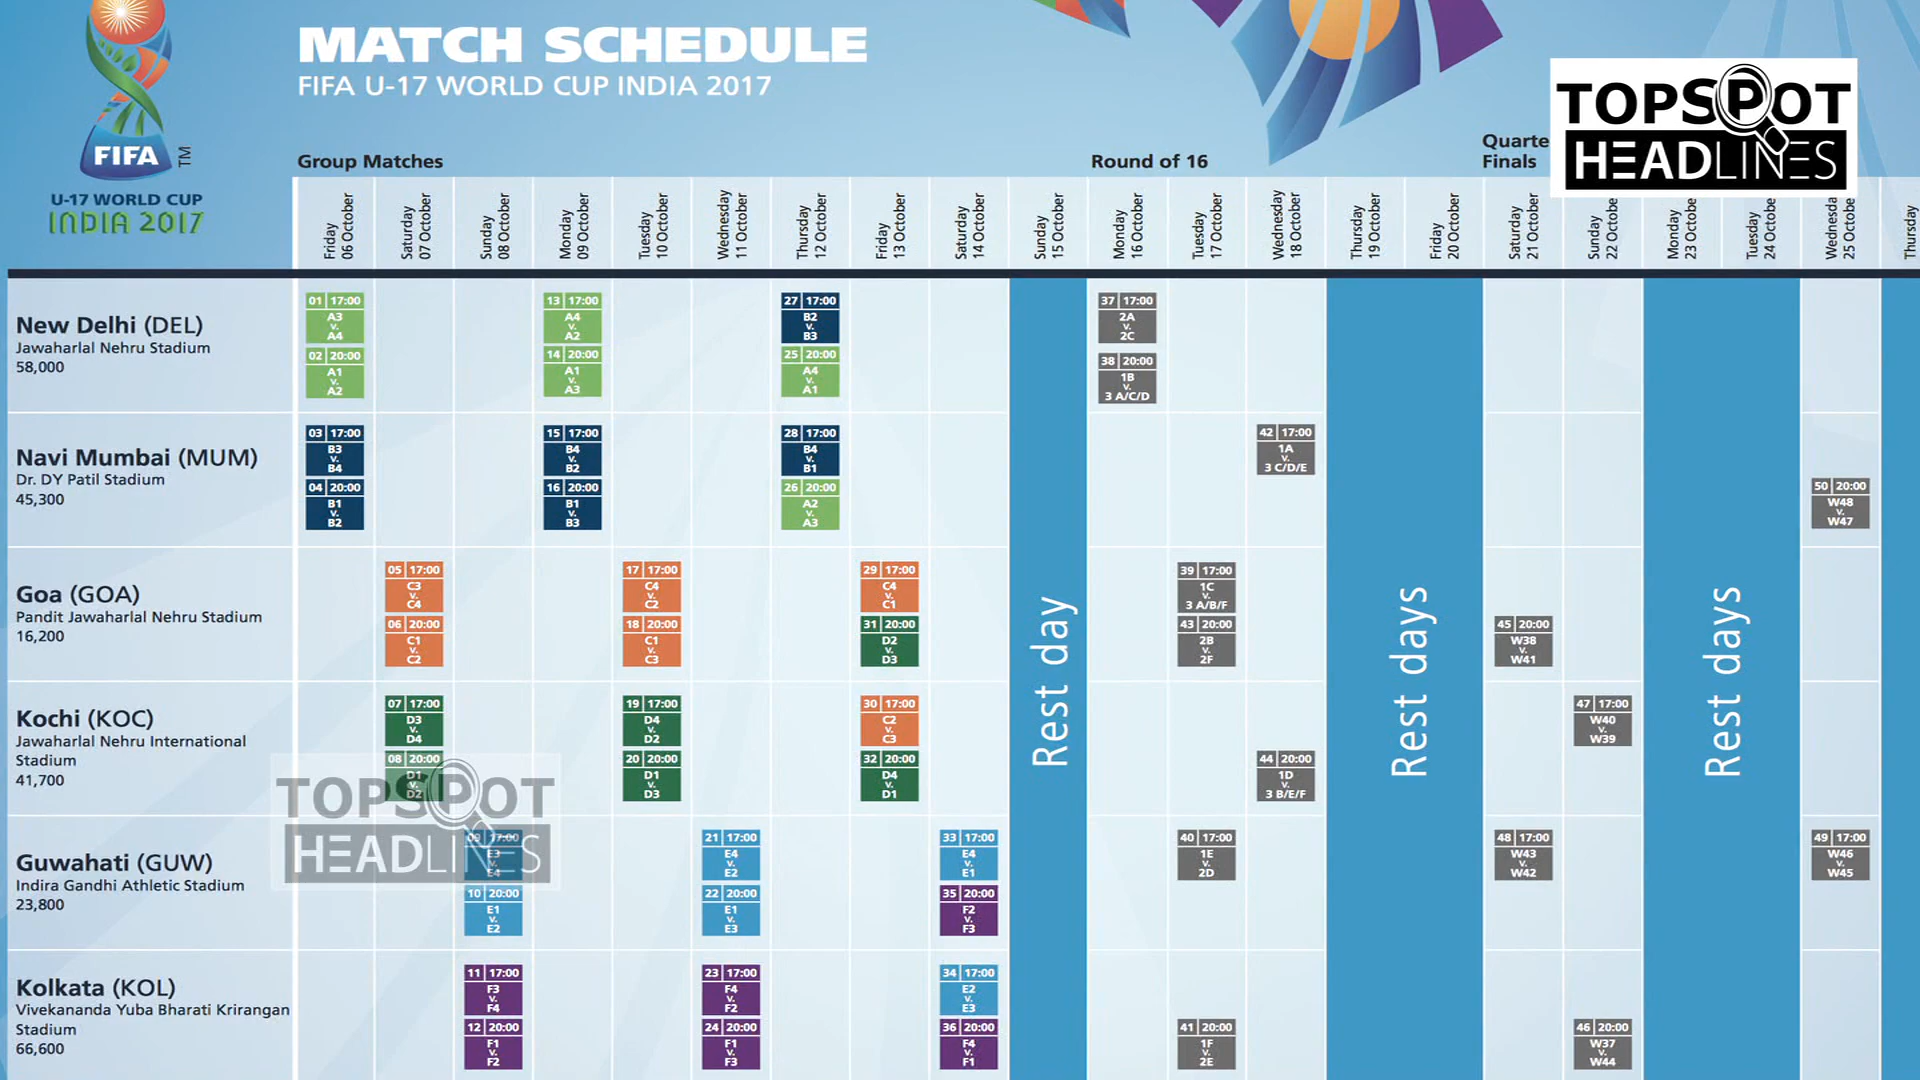 MATCH SCHEDULE
FIFA U-17 WORLD CUP INDIA 2017
FIFA TM
U-17 WORLD CUP
INDIA 2017
TOPSPOT
HEADLINES
Group Matches
Round of 16
Finals
Friday 06 October
Saturday 07 October
Sunday 08 October
Monday 09 October
Tuesday 10 October
Wednesday 11 October
Thursday 12 October
Friday 13 October
Saturday 14 October
Sunday 15 October
Monday 16 October
Tuesday 17 October
Wednesday 18 October
Thursday 19 October
Friday 20 October
Saturday 21 October
Sunday 22 October
Monday 23 Octobe
Tuesday 24 Octobe
Wednesda 25 Octobe
Thursday
New Delhi (DEL)
Jawaharlal Nehru Stadium
58,000
01 17:00 A3 v. A4
02 20:00 A1 v. A2
13 17:00 A4 v. A2
14 20:00 A1 v. A3
27 17:00 B2 v. B3
25 20:00 A4 v. A1
37 17:00 2A v. 2C
38 20:00 1B v. 3 A/C/D
Navi Mumbai (MUM)
Dr. DY Patil Stadium
45,300
03 17:00 B3 v. B4
04 20:00 B1 v. B2
15 17:00 B4 v. B2
16 20:00 B1 v. B3
28 17:00 B4 v. B1
26 20:00 A2 v. A3
42 17:00 1A v. 3 C/D/E
50 20:00 W48 v. W47
Goa (GOA)
Pandit Jawaharlal Nehru Stadium
16,200
05 17:00 C3 v. C4
06 20:00 C1 v. C2
17 17:00 C4 v. C2
18 20:00 C1 v. C3
29 17:00 C4 v. C1
31 20:00 D2 v. D3
39 17:00 1C v. 3 A/B/F
43 20:00 2B v. 2F
45 20:00 W38 v. W41
Kochi (KOC)
Jawaharlal Nehru International
Stadium
41,700
07 17:00 D3 v. D4
08 20:00 D1 v. D2
19 17:00 D4 v. D2
20 20:00 D1 v. D3
30 17:00 C2 v. C3
32 20:00 D4 v. D1
44 20:00 1D v. 3 B/E/F
47 17:00 W40 v. W39
Rest day
Rest days
Rest days
TOPSPOT
HEADLINES
Guwahati (GUW)
Indira Gandhi Athletic Stadium
23,800
09 17:00 E3 v. E4
10 20:00 E1 v. E2
21 17:00 E4 v. E2
22 20:00 E1 v. E3
33 17:00 E4 v. E1
35 20:00 F2 v. F3
40 17:00 1E v. 2D
48 17:00 W43 v. W42
49 17:00 W46 v. W45
Kolkata (KOL)
Vivekananda Yuba Bharati Krirangan
Stadium
66,600
11 17:00 F3 v. F4
12 20:00 F1 v. F2
23 17:00 F4 v. F2
24 20:00 F1 v. F3
34 17:00 E2 v. E3
36 20:00 F4 v. F1
41 20:00 1F v. 2E
46 20:00 W37 v. W44